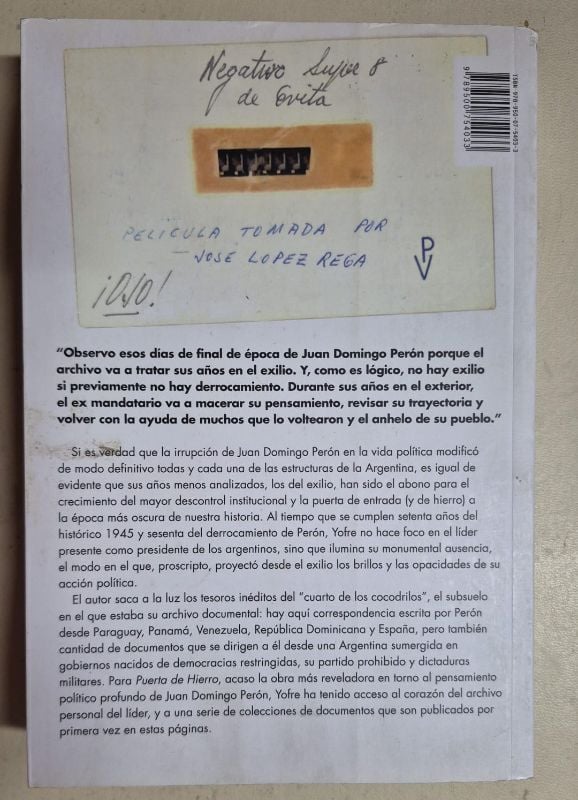 Negativo Super 8
de Evita
ISBN 978-950-07-5403-3
9 789500 754033
PELICULA TOMADA POR
JOSE LOPEZ REGA
PV
¡OJO!
“Observo esos días de final de época de Juan Domingo Perón porque el
archivo va a tratar sus años en el exilio. Y, como es lógico, no hay exilio
si previamente no hay derrocamiento. Durante sus años en el exterior,
el ex mandatario va a macerar su pensamiento, revisar su trayectoria y
volver con la ayuda de muchos que lo voltearon y el anhelo de su pueblo.”
Si es verdad que la irrupción de Juan Domingo Perón en la vida política modificó
de modo definitivo todas y cada una de las estructuras de la Argentina, es igual de
evidente que sus años menos analizados, los del exilio, han sido el abono para el
crecimiento del mayor descontrol institucional y la puerta de entrada (y de hierro) a
la época más oscura de nuestra historia. Al tiempo que se cumplen setenta años del
histórico 1945 y sesenta del derrocamiento de Perón, Yofre no hace foco en el líder
presente como presidente de los argentinos, sino que ilumina su monumental ausencia,
el modo en el que, proscripto, proyectó desde el exilio los brillos y las opacidades de su
acción política.
El autor saca a la luz los tesoros inéditos del “cuarto de los cocodrilos”, el subsuelo
en el que estaba su archivo documental: hay aquí correspondencia escrita por Perón
desde Paraguay, Panamá, Venezuela, República Dominicana y España, pero también
cantidad de documentos que se dirigen a él desde una Argentina sumergida en
gobiernos nacidos de democracias restringidas, su partido prohibido y dictaduras
militares. Para Puerta de Hierro, acaso la obra más reveladora en torno al pensamiento
político profundo de Juan Domingo Perón, Yofre ha tenido acceso al corazón del archivo
personal del líder, y a una serie de colecciones de documentos que son publicados por
primera vez en estas páginas.